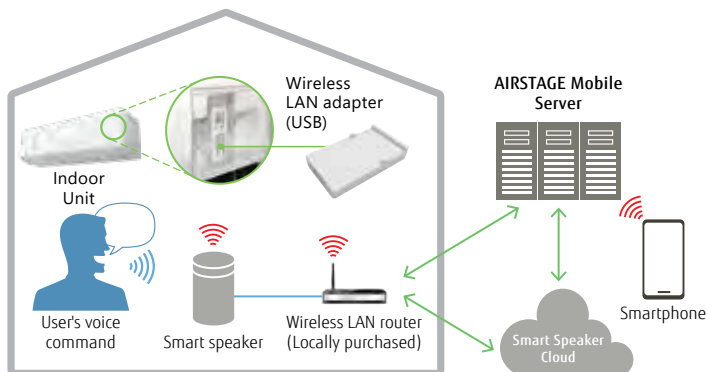 Wireless
LAN adapter
(USB)
AIRSTAGE Mobile
Server
Indoor
Unit
User's voice
command
Smart speaker
Wireless LAN router
(Locally purchased)
Smart Speaker
Cloud
Smartphone